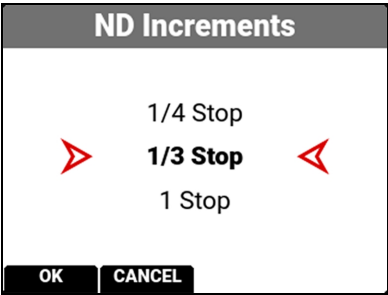 ND Increments
1/4 Stop
1/3 Stop
1 Stop
OK CANCEL